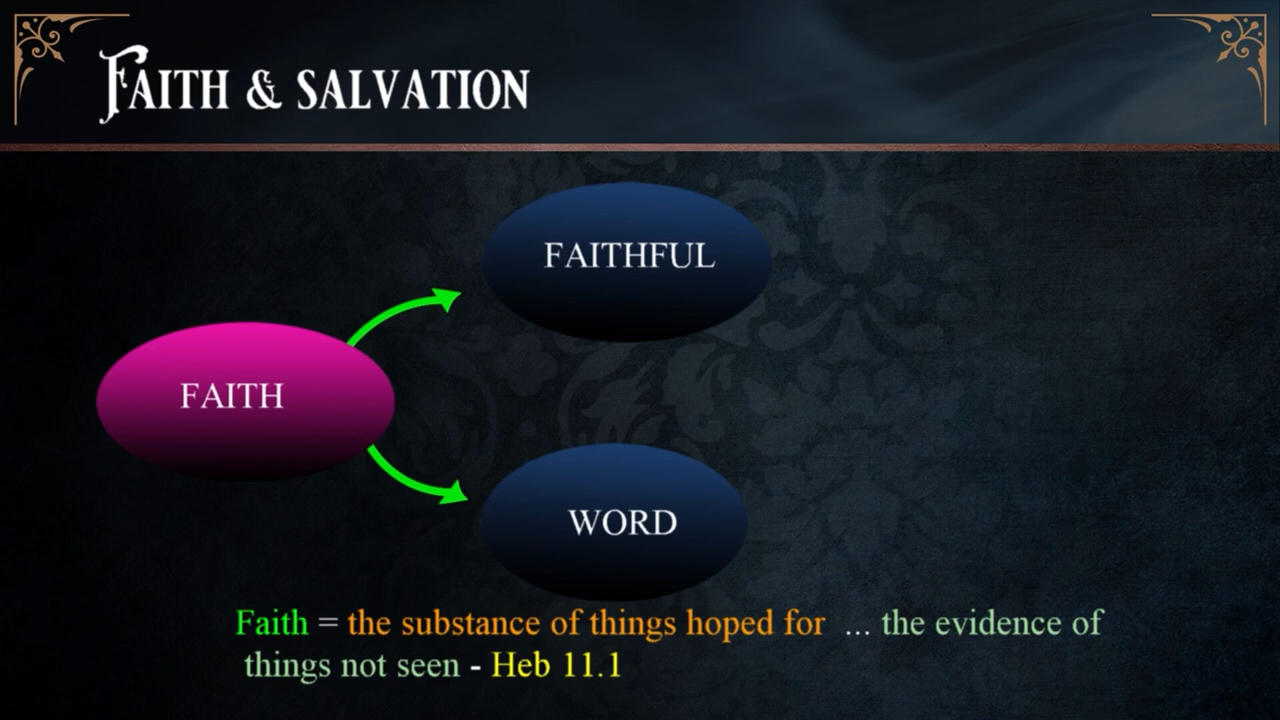 FAITH & SALVATION
FAITHFUL
FAITH
WORD
Faith = the substance of things hoped for ... the evidence of
things not seen - Heb 11.1